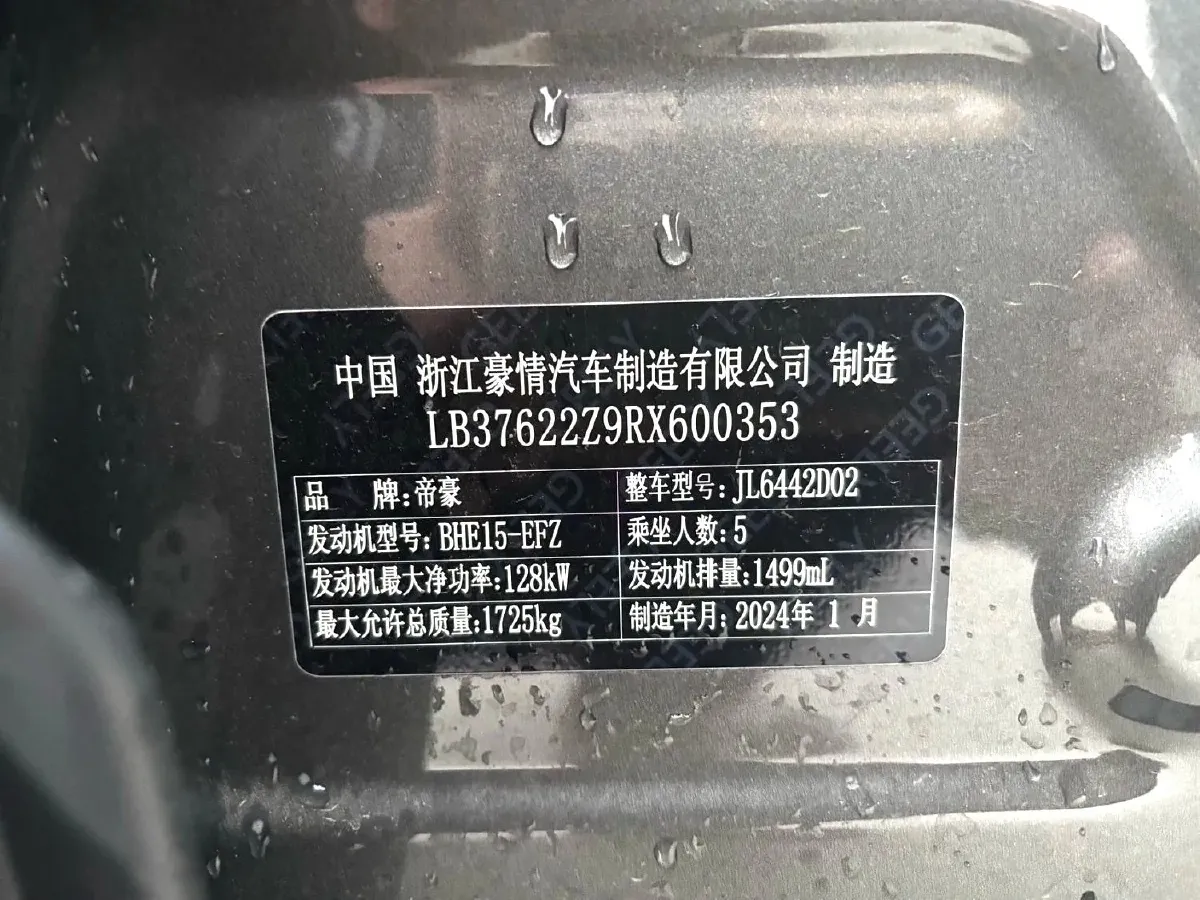 中国 浙江豪情汽车制造有限公司 制造
LB37622Z9RX600353
品 牌:帝豪 整车型号:JL6442D02
发动机型号:BHE15-EFZ 乘坐人数:5
发动机最大净功率:128kW 发动机排量:1499mL
最大允许总质量:1725kg 制造年月:2024年 1 月
GEELY